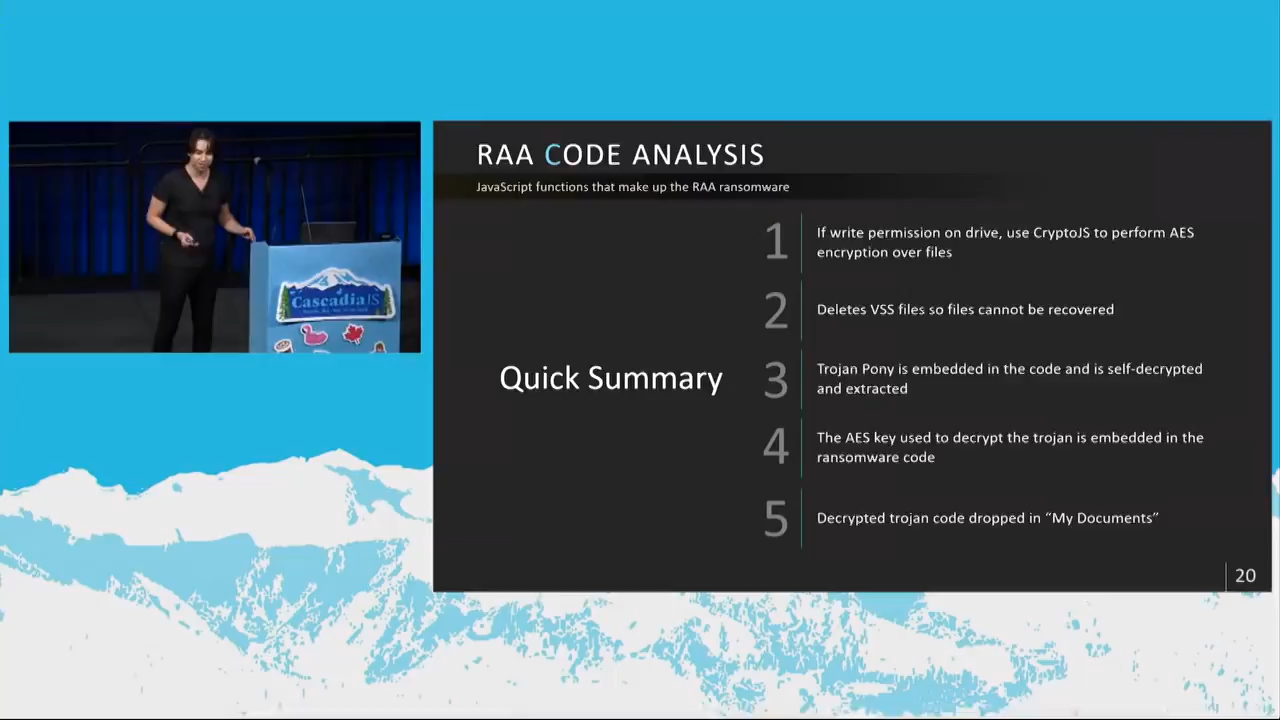 CascadiaJS
RAA CODE ANALYSIS
JavaScript functions that make up the RAA ransomware
Quick Summary
1
If write permission on drive, use CryptoJS to perform AES
encryption over files
2
Deletes VSS files so files cannot be recovered
3
Trojan Pony is embedded in the code and is self-decrypted
and extracted
4
The AES key used to decrypt the trojan is embedded in the
ransomware code
5
Decrypted trojan code dropped in “My Documents”
20